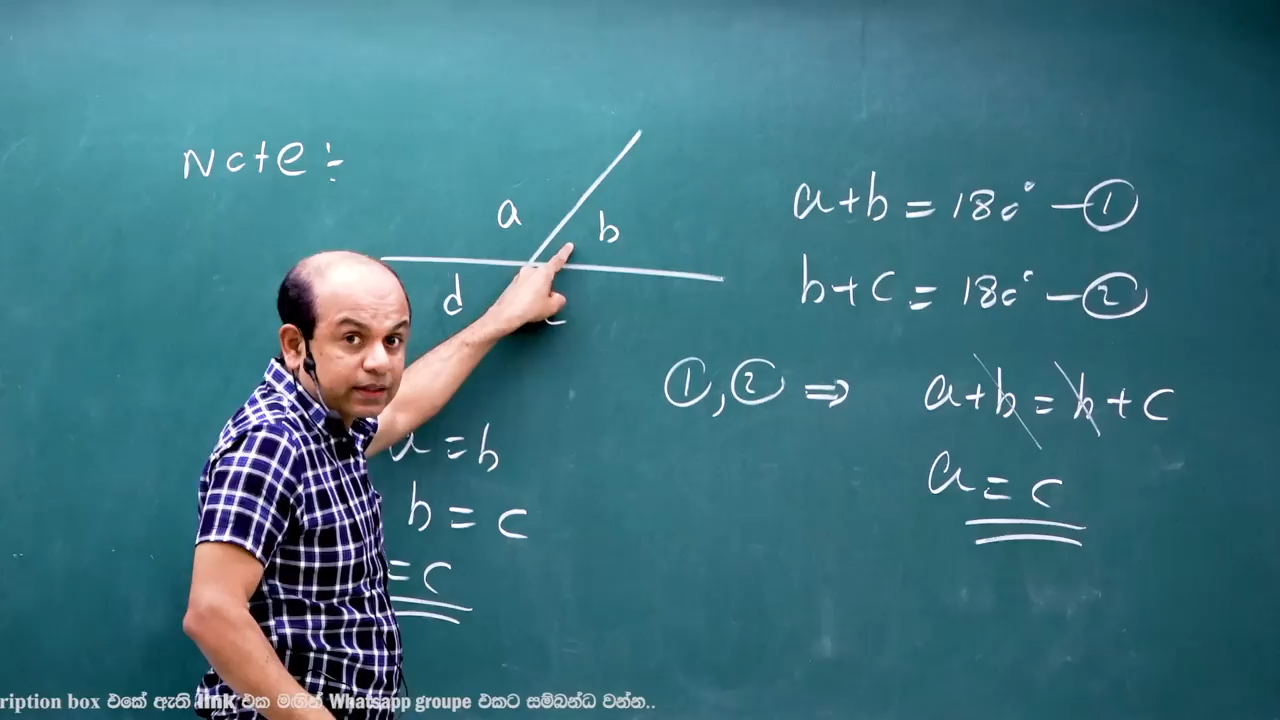 Note :-
a
b
d
c
a+b = 180° - ①
b+c = 180° - ②
①, ② ⇒ a+b = b+c
a = c
a = b
b = c
= c
ription box එකේ ඇති link එක මඟින් Whatsapp groupe එකට සම්බන්ධ වන්න..